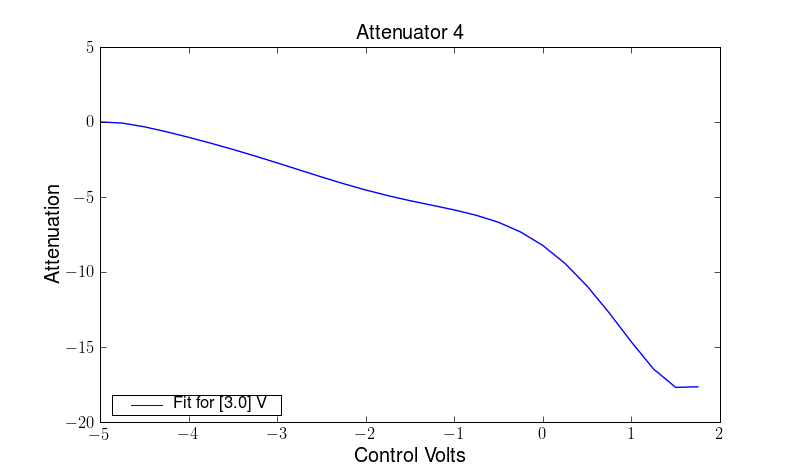 Attenuator 4
5
0
−5
−10
−15
−20
Attenuation
Fit for [3.0] V
−5 −4 −3 −2 −1 0 1 2
Control Volts